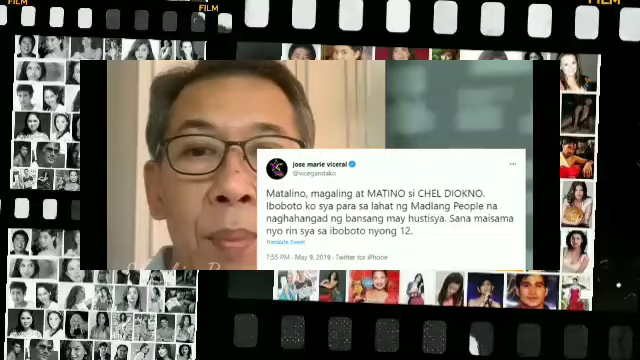 FILM
FILM
jose marie viceral
@vicegandako
Matalino, magaling at MATINO si CHEL DIOKNO.
Iboboto ko sya para sa lahat ng Madlang People na
naghahangad ng bansang may hustisya. Sana maisama
nyo rin sya sa iboboto nyong 12.
Translate Tweet
7:55 PM · May 9, 2019 · Twitter for iPhone